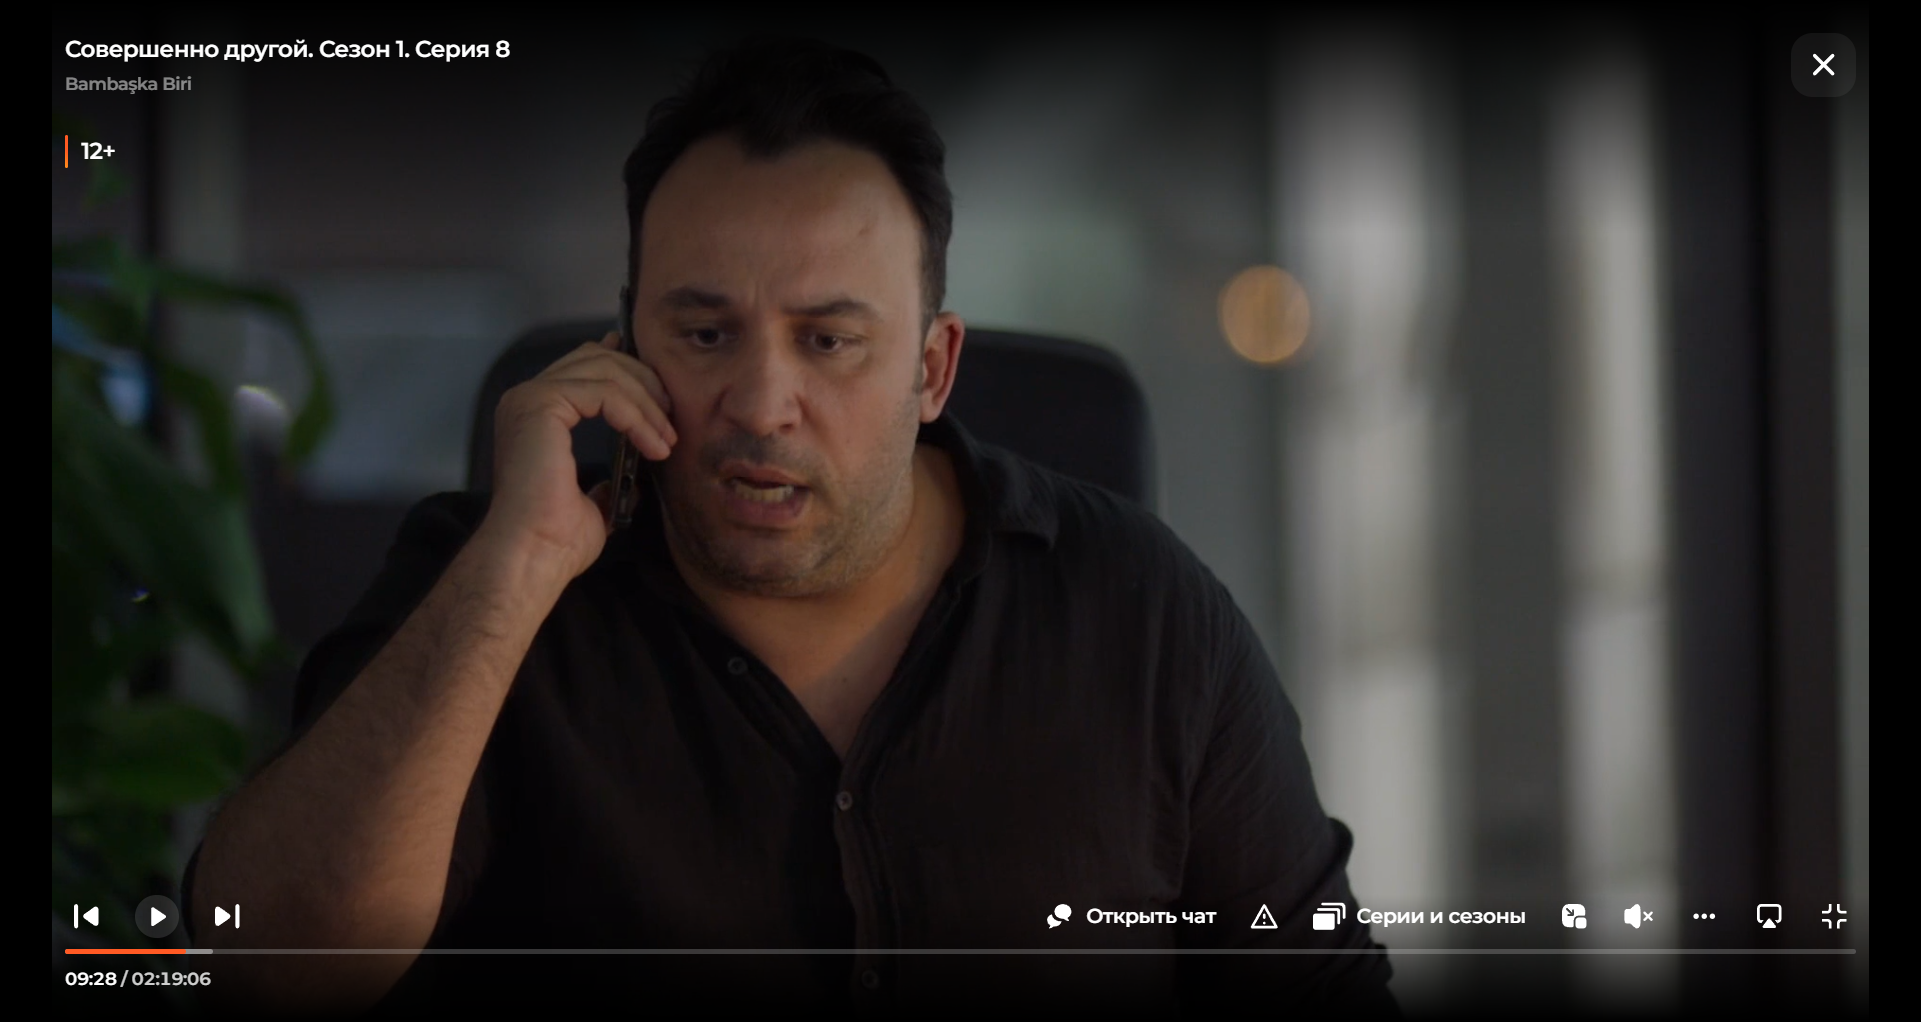 Совершенно другой. Сезон 1. Серия 8
Bambaşka Biri
12+
Открыть чат
Серии и сезоны
09:28 / 02:19:06